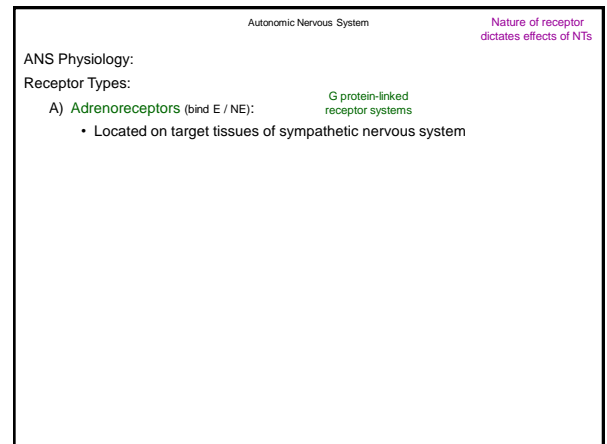 Autonomic Nervous System
Nature of receptor
dictates effects of NTs
ANS Physiology:
Receptor Types:
A) Adrenoreceptors (bind E / NE):
G protein-linked
receptor systems
• Located on target tissues of sympathetic nervous system